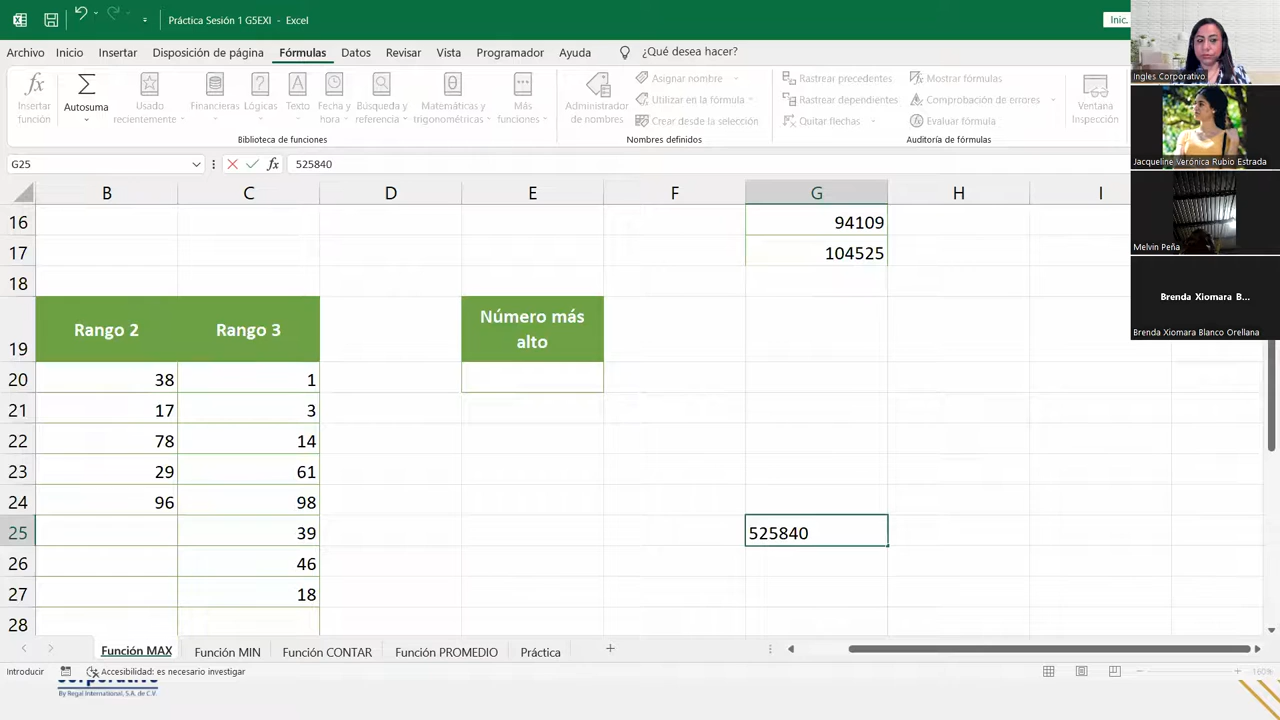 Práctica Sesión 1 G5EXI - Excel
Inic.
Archivo Inicio Insertar Disposición de página Fórmulas Datos Revisar Ayuda ¿Qué desea hacer?
Insertar función
Autosuma
Usado recientemente
Financieras
Lógicas
Texto
Fecha y hora
Búsqueda y referencia
Matemáticas y trigonométricas
Biblioteca de funciones
Administrador de nombres
Asignar nombre
Utilizar en la fórmula
Crear desde la selección
Nombres definidos
Rastrear precedentes
Rastrear dependientes
Quitar flechas
Mostrar fórmulas
Comprobación de errores
Evaluar fórmula
Auditoría de fórmulas
Ventana Inspección
Ingles Corporativo
Jacqueline Verónica Rubio Estrada
Melvin Peña
Brenda Xiomara B...
Brenda Xiomara Blanco Orellana
G25 fx 525840
B C D E F G H I
16 94109
17 104525
18
19 Rango 2 Rango 3 Número más alto
20 38 1
21 17 3
22 78 14
23 29 61
24 96 98
25 39 525840
26 46
27 18
28
Función MAX Función MIN Función CONTAR Función PROMEDIO Práctica
Introducir Accesibilidad: es necesario investigar
160%
By Regal International, S.A. de C.V.